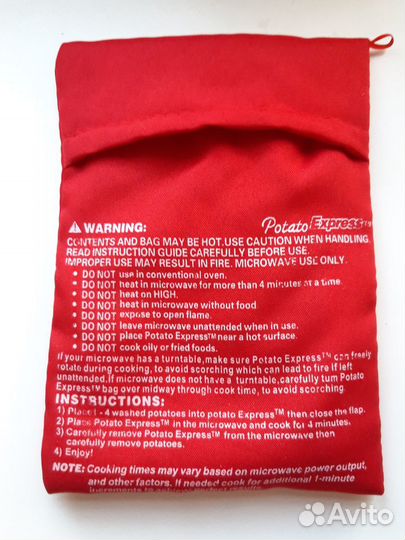 ⚠ WARNING:
Potato Express™
CONTENTS AND BAG MAY BE HOT.USE CAUTION WHEN HANDLING.
READ INSTRUCTION GUIDE CAREFULLY BEFORE USE.
IMPROPER USE MAY RESULT IN FIRE. MICROWAVE USE ONLY.
• DO NOT use in conventional oven.
• DO NOT heat in microwave for more than 4 minutes at a time.
• DO NOT heat on HIGH.
• DO NOT heat in microwave without food
• DO NOT expose to open flame.
• DO NOT leave microwave unattended when in use.
• DO NOT place Potato Express™ near a hot surface.
• DO NOT cook oily or fried foods.
If your microwave has a turntable, make sure Potato Express™ can freely
rotate during cooking, to avoid scorching which can lead to fire if left
unattended.If microwave does not have a turntable,carefully turn Potato
Express™ bag over midway through cook time, to avoid scorching.
INSTRUCTIONS:
1) Place1 - 4 washed potatoes into potato Express™ then close the flap.
2) Place Potato Express™ in the microwave and cook for 4 minutes.
3) Carefully remove Potato Express™ from the microwave then
carefully remove potatoes.
4) Enjoy!
NOTE: Cooking times may vary based on microwave power output,
and other factors. If needed cook for additional 1-minute
increments to achieve perfect results.
Avito